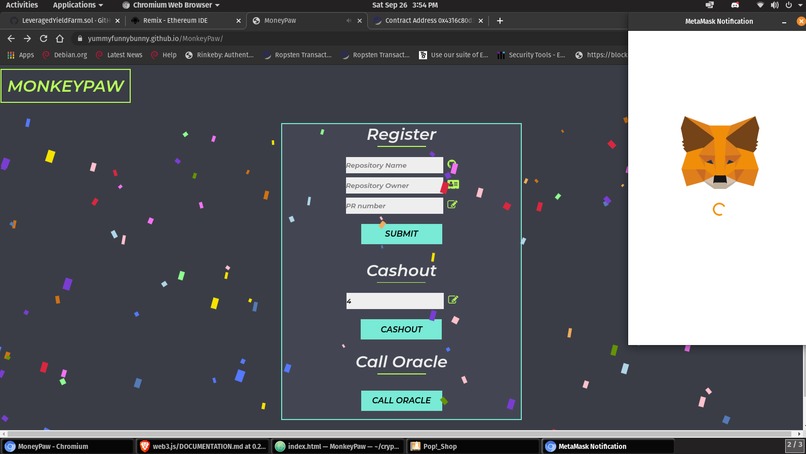 Activities Applications Chromium Web Browser Sat Sep 26 3:54 PM
LeveragedYieldFarm.sol · GitH
Remix - Ethereum IDE
MoneyPaw
Contract Address 0x4316c80d
yummyfunnybunny.github.io/MonkeyPaw/
Apps Debian.org Latest News Help Rinkeby: Authent... Ropsten Transact... Ropsten Transact... Use our suite of E... Security Tools - E... https://block
MetaMask Notification
MONKEYPAW
Register
Repository Name
Repository Owner
PR number
SUBMIT
Cashout
4
CASHOUT
Call Oracle
CALL ORACLE
MoneyPaw - Chromium
web3.js/DOCUMENTATION.md at 0.2...
index.html — MonkeyPaw — ~/cryp...
Pop!_Shop
MetaMask Notification
2 / 3